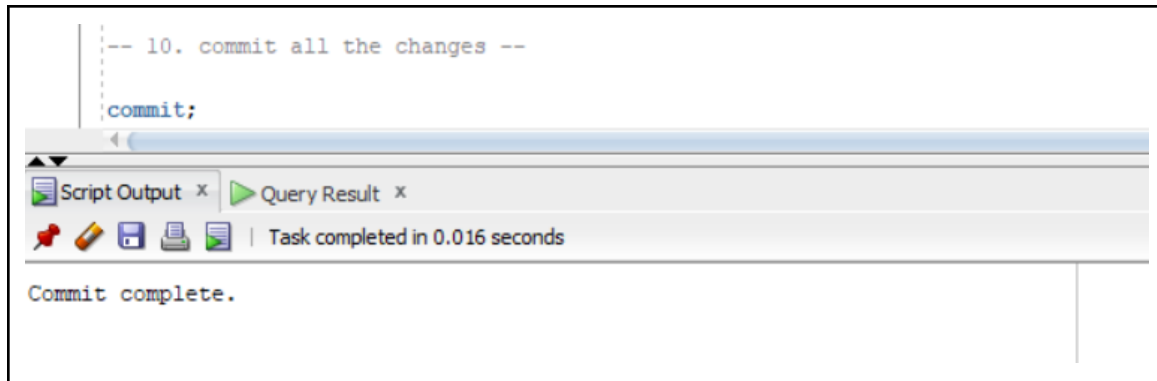 -- 10. commit all the changes --
commit;
Script Output x Query Result x
| Task completed in 0.016 seconds
Commit complete.